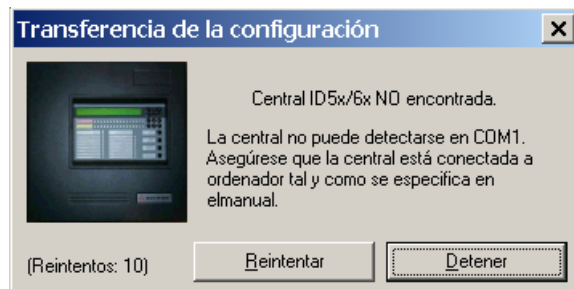 Transferencia de la configuración
Central ID5x/6x NO encontrada.
La central no puede detectarse en COM1.
Asegúrese que la central está conectada a
ordenador tal y como se especifica en
elmanual.
(Reintentos: 10)
Reintentar
Detener